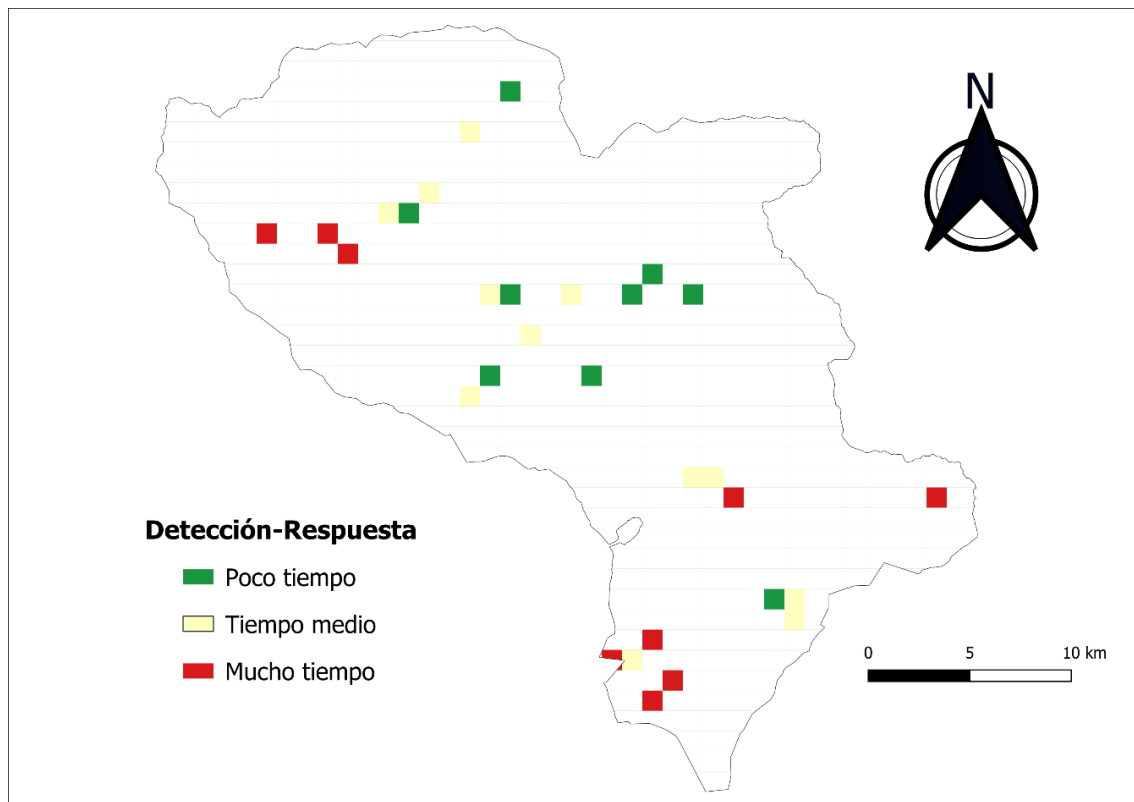 N
Detección-Respuesta
Poco tiempo
Tiempo medio
Mucho tiempo
0 5 10 km